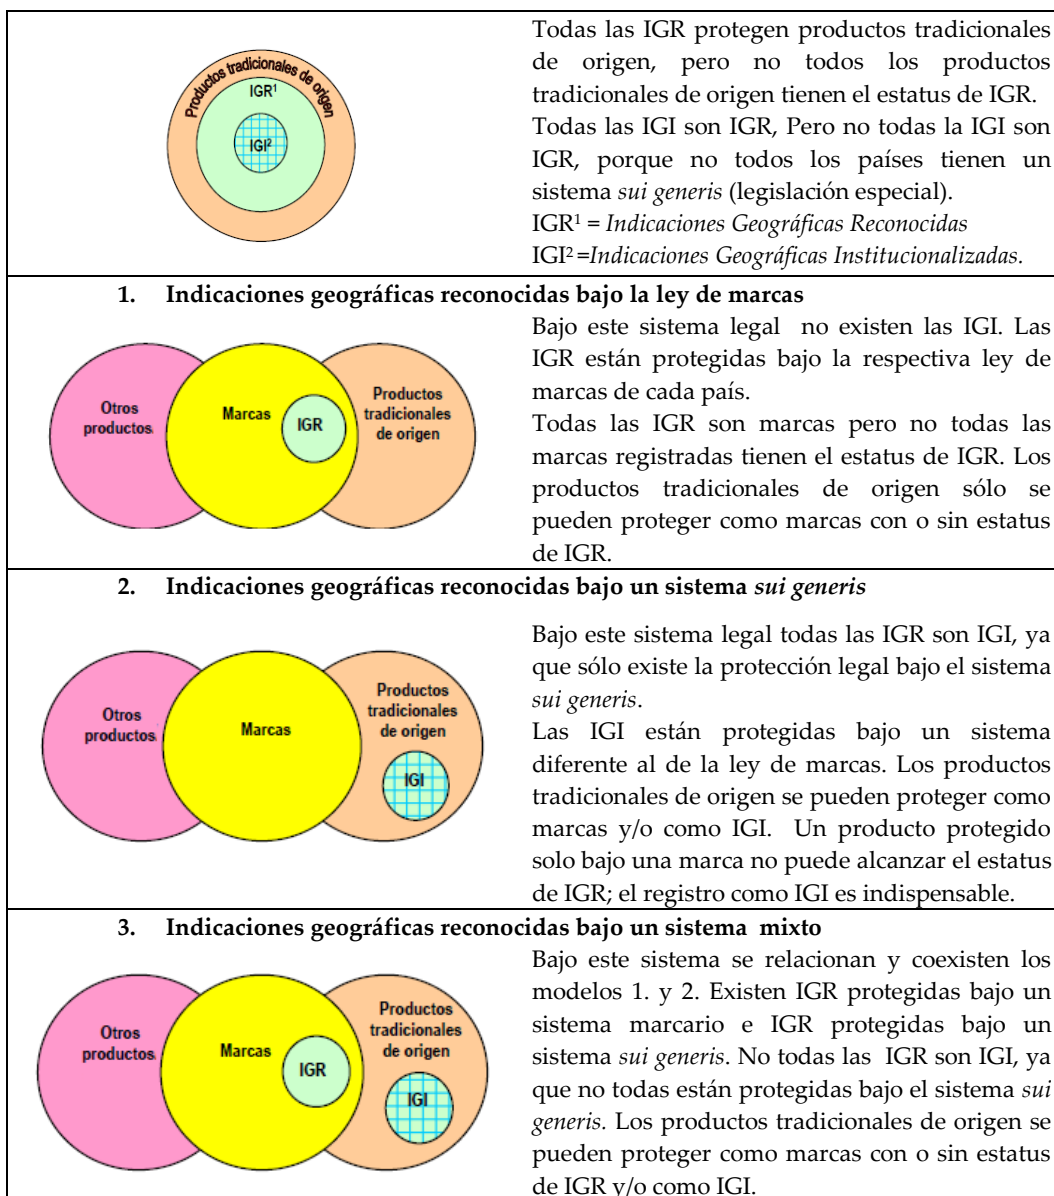 Productos tradicionales de origen
IGR¹
IGI²
Todas las IGR protegen productos tradicionales
de origen, pero no todos los productos
tradicionales de origen tienen el estatus de IGR.
Todas las IGI son IGR, Pero no todas la IGI son
IGR, porque no todos los países tienen un
sistema sui generis (legislación especial).
IGR¹ = Indicaciones Geográficas Reconocidas
IGI² =Indicaciones Geográficas Institucionalizadas.
1. Indicaciones geográficas reconocidas bajo la ley de marcas
Otros
productos.
Marcas
IGR
Productos
tradicionales
de origen
Bajo este sistema legal no existen las IGI. Las
IGR están protegidas bajo la respectiva ley de
marcas de cada país.
Todas las IGR son marcas pero no todas las
marcas registradas tienen el estatus de IGR. Los
productos tradicionales de origen sólo se
pueden proteger como marcas con o sin estatus
de IGR.
2. Indicaciones geográficas reconocidas bajo un sistema sui generis
Otros
productos.
Marcas
Productos
tradicionales
de origen
IGI
Bajo este sistema legal todas las IGR son IGI, ya
que sólo existe la protección legal bajo el sistema
sui generis.
Las IGI están protegidas bajo un sistema
diferente al de la ley de marcas. Los productos
tradicionales de origen se pueden proteger como
marcas y/o como IGI. Un producto protegido
solo bajo una marca no puede alcanzar el estatus
de IGR; el registro como IGI es indispensable.
3. Indicaciones geográficas reconocidas bajo un sistema mixto
Otros
productos.
Marcas
IGR
Productos
tradicionales
de origen
IGI
Bajo este sistema se relacionan y coexisten los
modelos 1. y 2. Existen IGR protegidas bajo un
sistema marcario e IGR protegidas bajo un
sistema sui generis. No todas las IGR son IGI, ya
que no todas están protegidas bajo el sistema sui
generis. Los productos tradicionales de origen se
pueden proteger como marcas con o sin estatus
de IGR y/o como IGI.